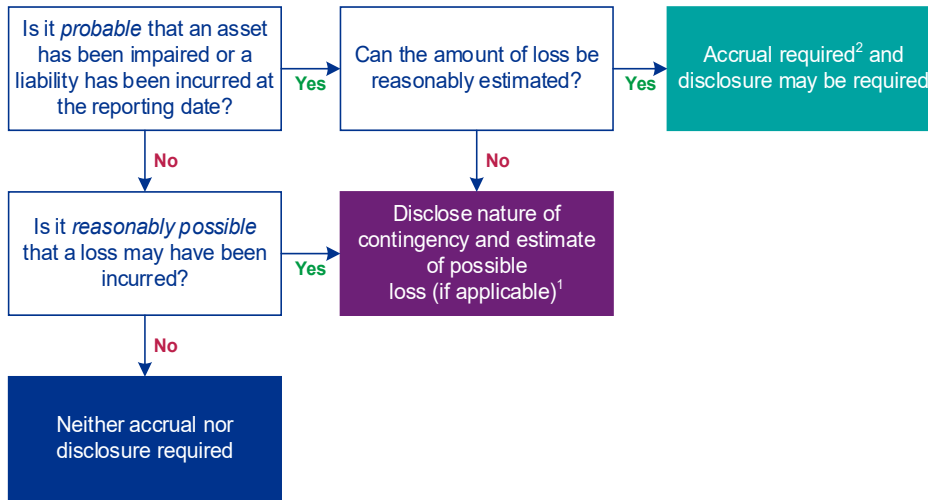 Is it probable that an asset
has been impaired or a
liability has been incurred at
the reporting date?
Yes
Can the amount of loss be
reasonably estimated?
Yes
Accrual required² and
disclosure may be required
No
No
Is it reasonably possible
that a loss may have been
incurred?
Yes
Disclose nature of
contingency and estimate
of possible
loss (if applicable)¹
No
Neither accrual nor
disclosure required